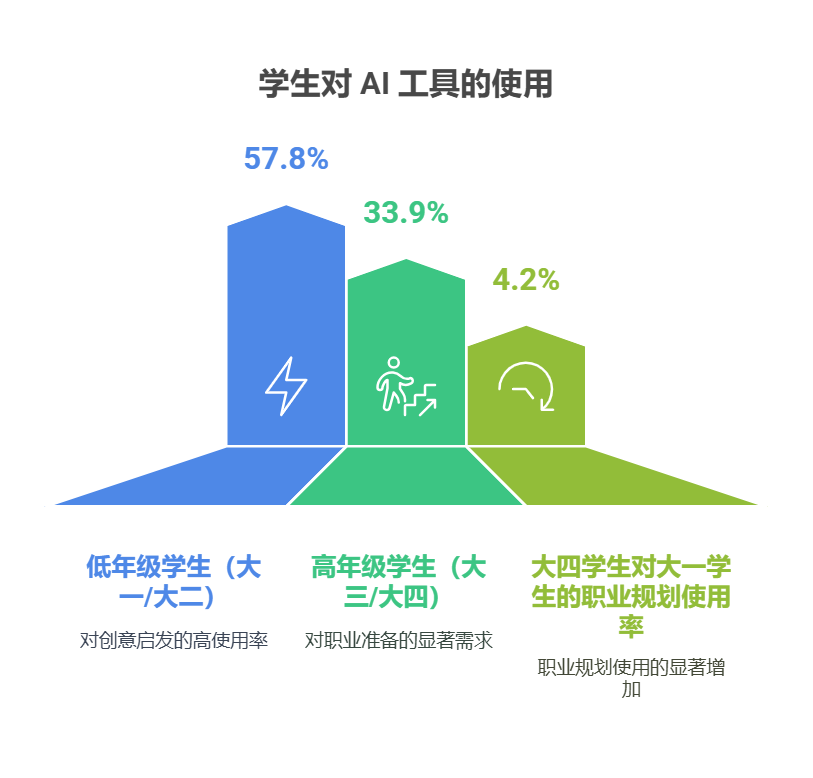 学生对 AI 工具的使用
57.8%
33.9%
4.2%
低年级学生（大
一/大二）
对创意启发的高使用率
高年级学生（大
三/大四）
对职业准备的显著需求
大四学生对大一学
生的职业规划使用
率
职业规划使用的显著增
加